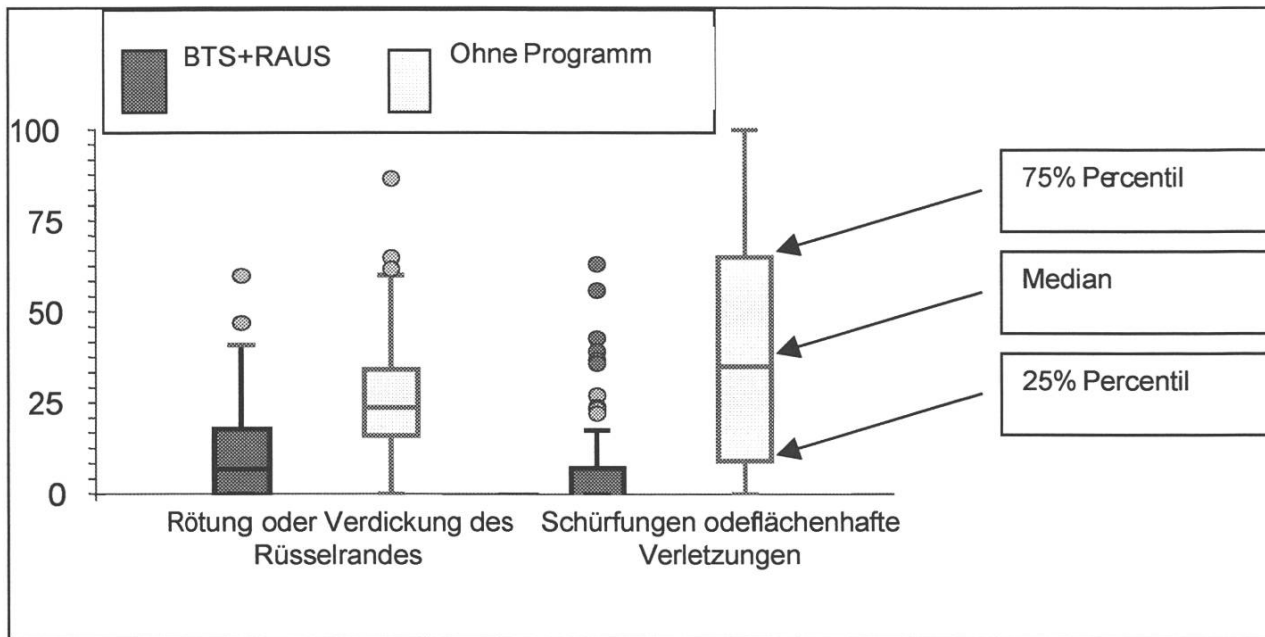 BTS+RAUS
Ohne Programm
100
75
50
25
0
75% Percentil
Median
25% Percentil
Rötung oder Verdickung des
Rüsselrandes
Schürfungen odeflächenhafte
Verletzungen